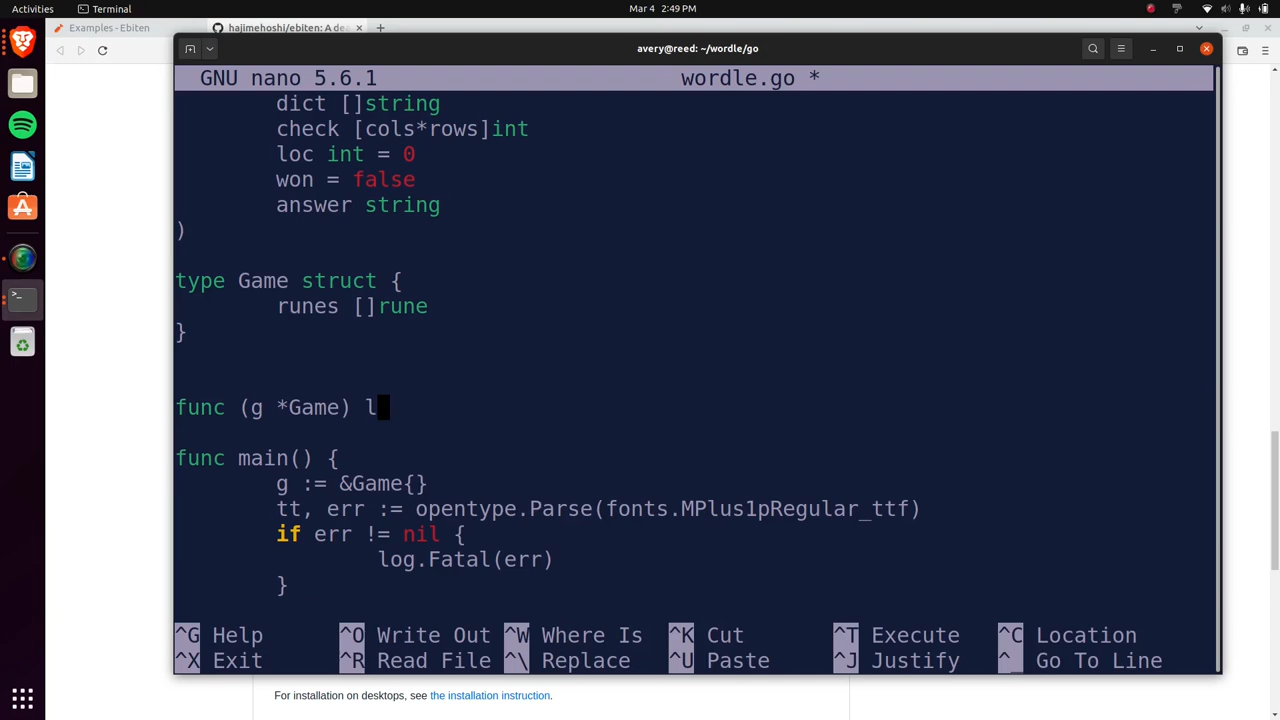 Activities Terminal Mar 4 2:49 PM
Examples - Ebiten hajimehoshi/ebiten: A de
avery@reed: ~/wordle/go
GNU nano 5.6.1 wordle.go *
dict []string
check [cols*rows]int
loc int = 0
won = false
answer string
)
type Game struct {
runes []rune
}
func (g *Game) l
func main() {
g := &Game{}
tt, err := opentype.Parse(fonts.MPlus1pRegular_ttf)
if err != nil {
log.Fatal(err)
}
^G Help ^O Write Out ^W Where Is ^K Cut ^T Execute ^C Location
^X Exit ^R Read File ^\ Replace ^U Paste ^J Justify ^_ Go To Line
For installation on desktops, see the installation instruction.